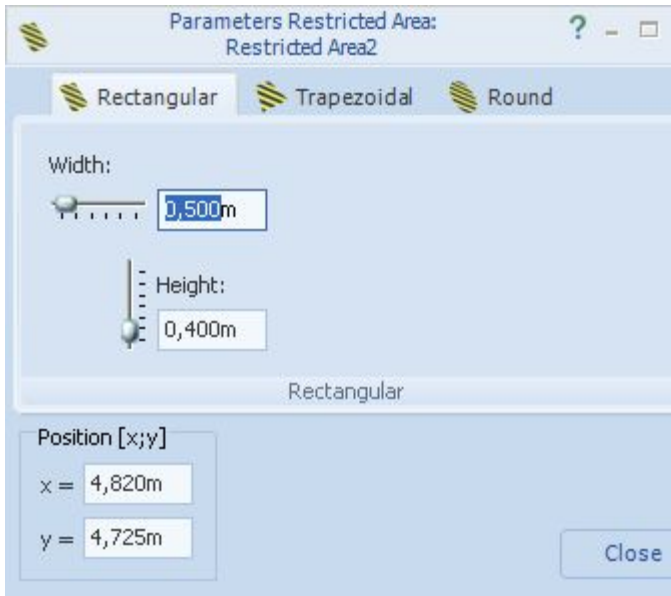 Parameters Restricted Area:
Restricted Area2
?
Rectangular Trapezoidal Round
Width:
0,500m
Height:
0,400m
Rectangular
Position [x;y]
x = 4,820m
y = 4,725m
Close